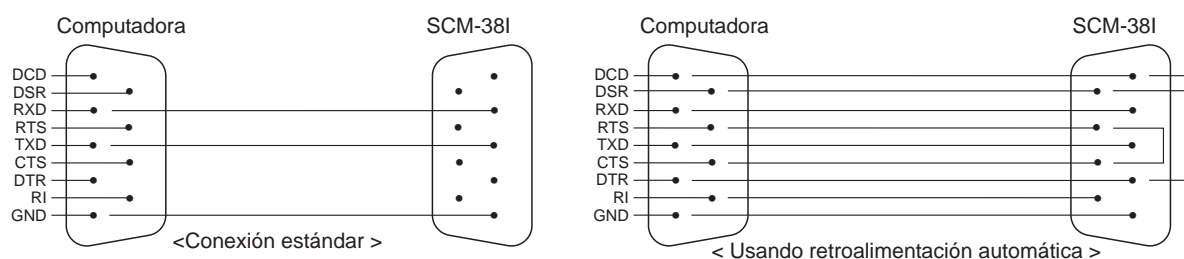 Computadora
SCM-38I
DCD
DSR
RXD
RTS
TXD
CTS
DTR
RI
GND
<Conexión estándar >
Computadora
SCM-38I
DCD
DSR
RXD
RTS
TXD
CTS
DTR
RI
GND
< Usando retroalimentación automática >